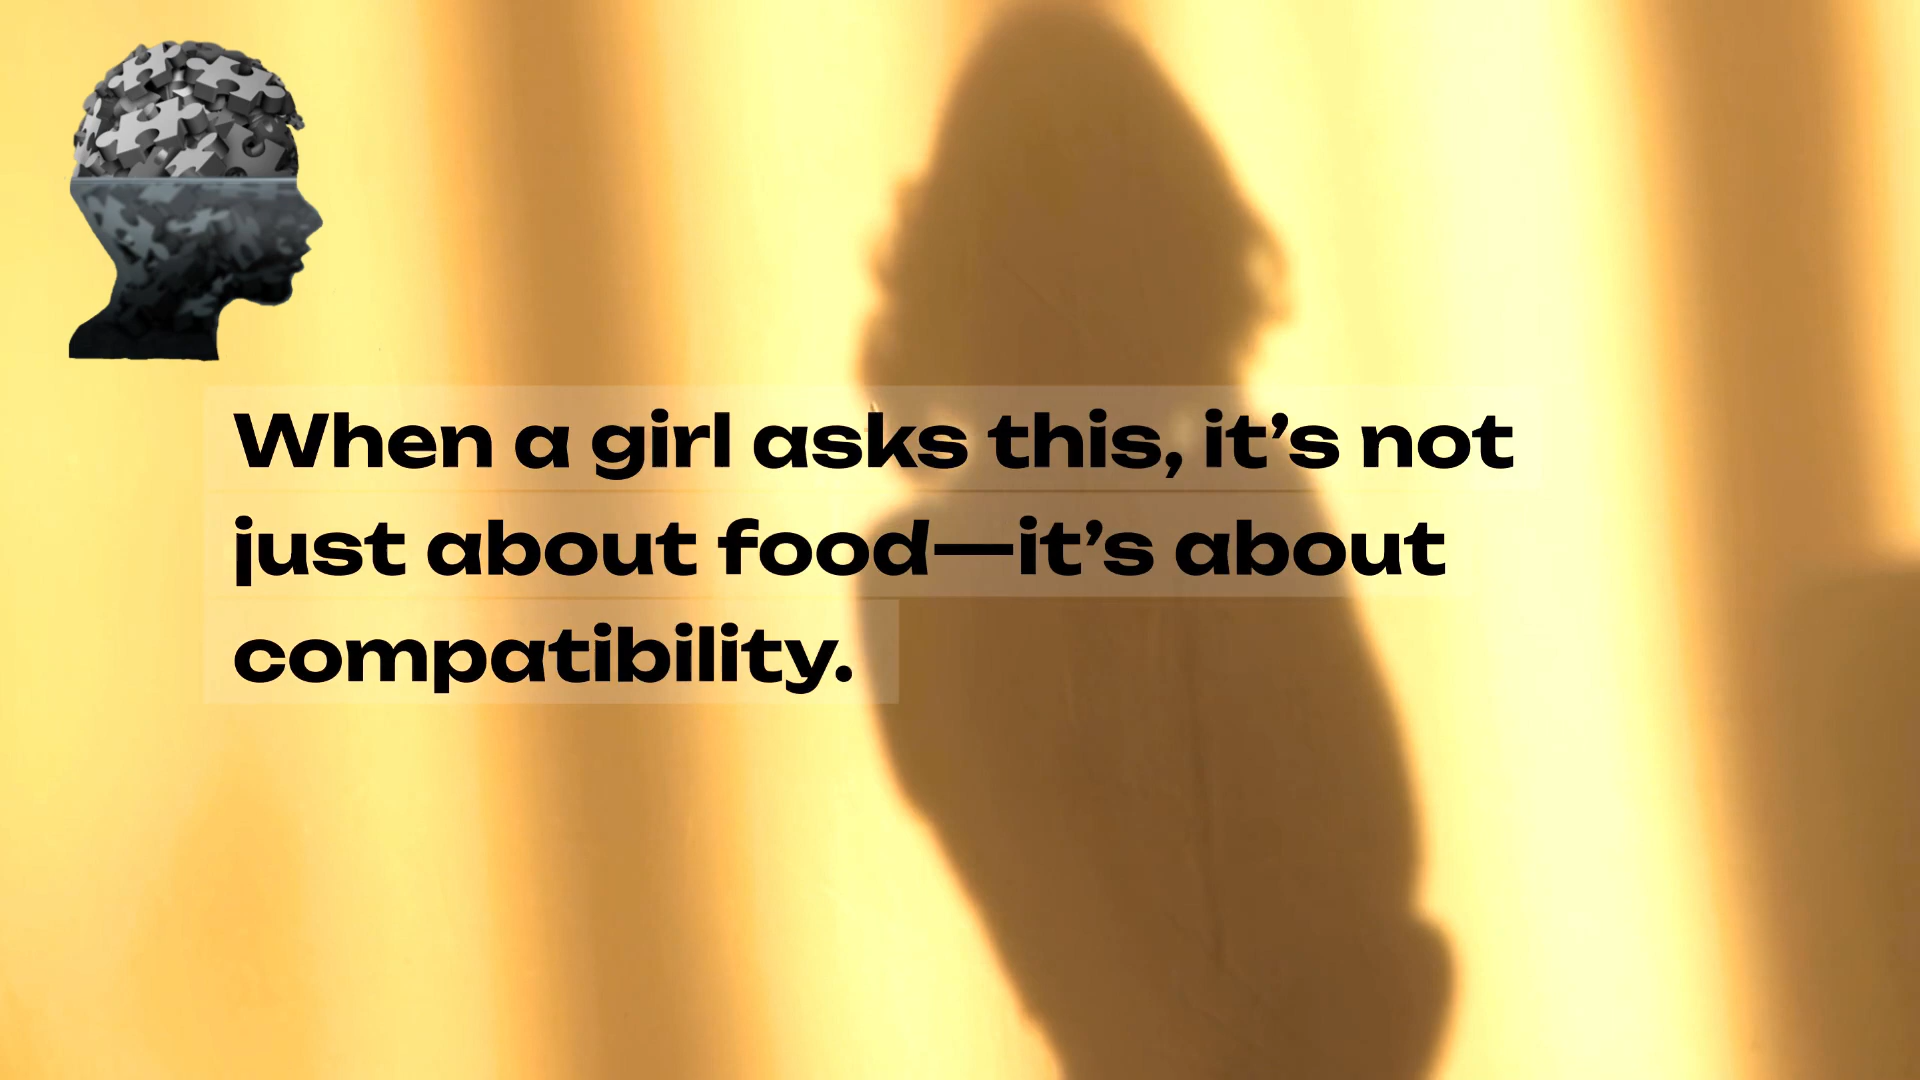 When a girl asks this, it’s not
just about food—it’s about
compatibility.